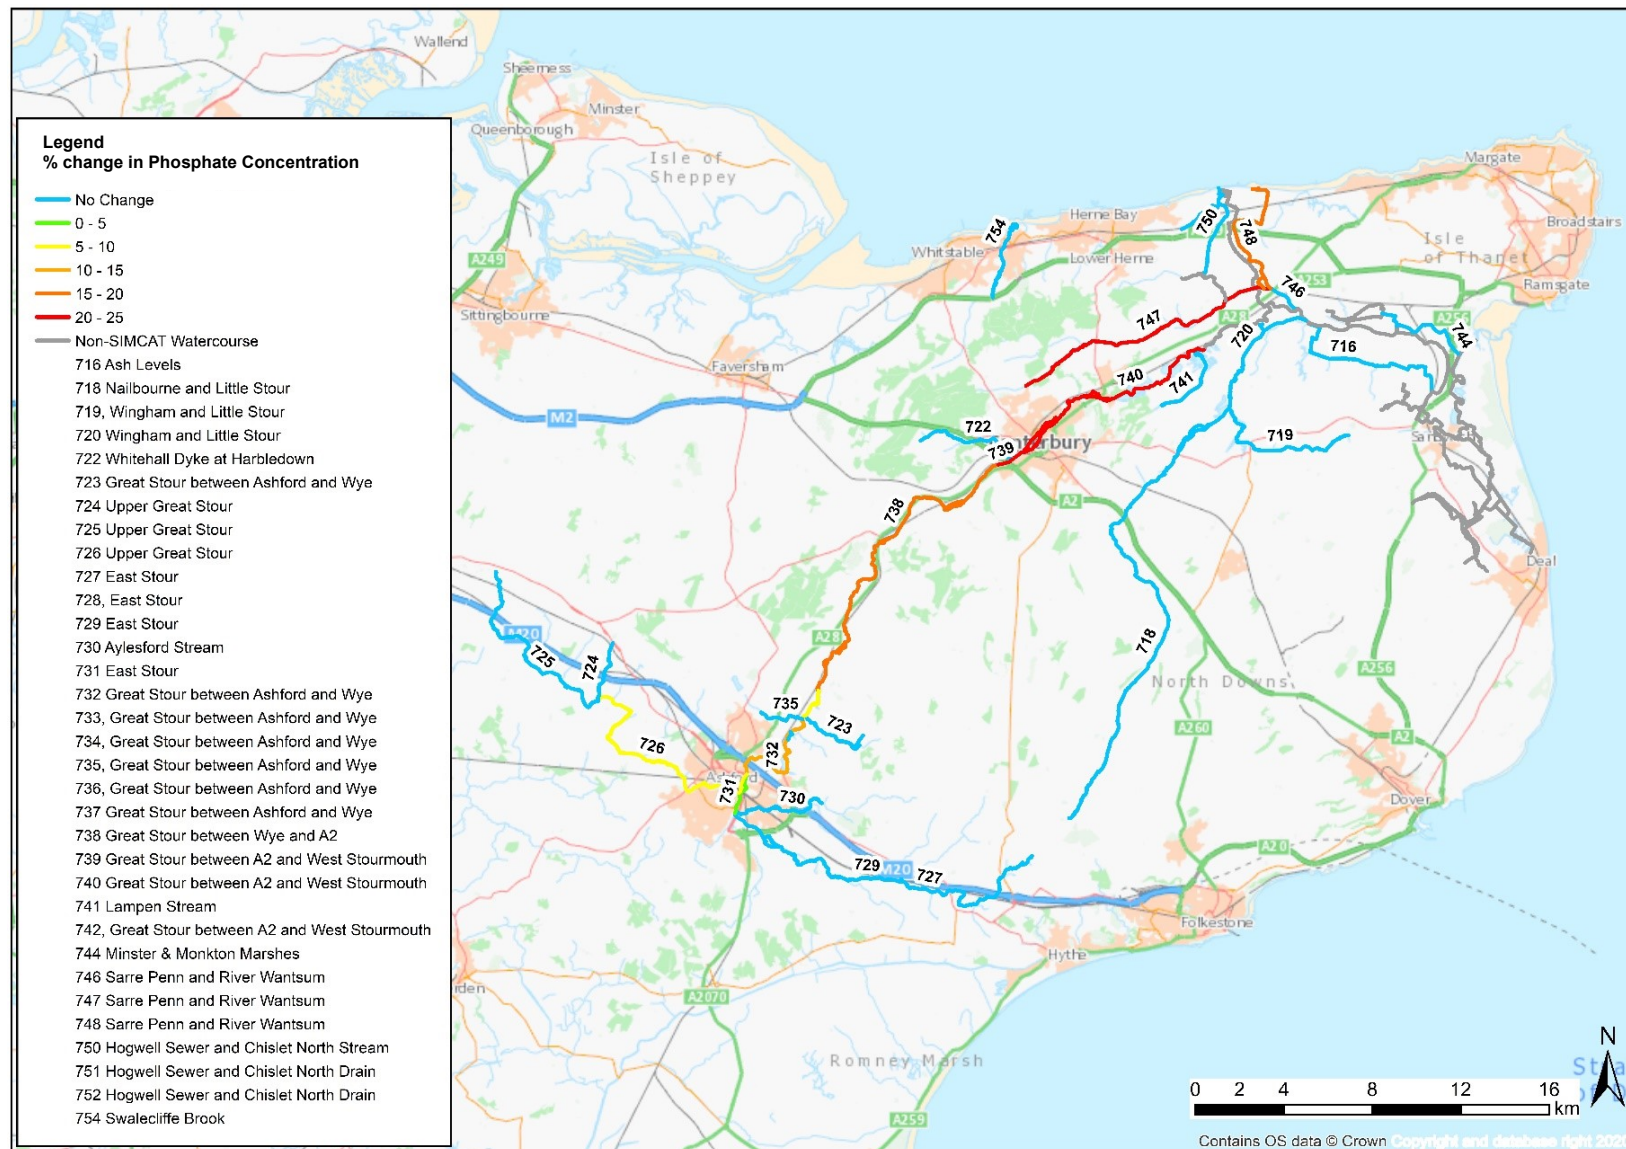 Legend
% change in Phosphate Concentration
No Change
0 - 5
5 - 10
10 - 15
15 - 20
20 - 25
Non-SIMCAT Watercourse
716 Ash Levels
718 Nailbourne and Little Stour
719, Wingham and Little Stour
720 Wingham and Little Stour
722 Whitehall Dyke at Harbledown
723 Great Stour between Ashford and Wye
724 Upper Great Stour
725 Upper Great Stour
726 Upper Great Stour
727 East Stour
728, East Stour
729 East Stour
730 Aylesford Stream
731 East Stour
732 Great Stour between Ashford and Wye
733, Great Stour between Ashford and Wye
734, Great Stour between Ashford and Wye
735, Great Stour between Ashford and Wye
736, Great Stour between Ashford and Wye
737 Great Stour between Ashford and Wye
738 Great Stour between Wye and A2
739 Great Stour between A2 and West Stourmouth
740 Great Stour between A2 and West Stourmouth
741 Lampen Stream
742, Great Stour between A2 and West Stourmouth
744 Minster & Monkton Marshes
746 Sarre Penn and River Wantsum
747 Sarre Penn and River Wantsum
748 Sarre Penn and River Wantsum
750 Hogwell Sewer and Chislet North Stream
751 Hogwell Sewer and Chislet North Drain
752 Hogwell Sewer and Chislet North Drain
754 Swalecliffe Brook
Wallend
Sheerness
Minster
Queenborough
Isle of
Sheppey
A249
Sittingbourne
Faversham
M2
Whitstable
754
Herne Bay
Lower Herne
750
748
Margate
Broadstairs
Isle
of Thanet
Ramsgate
A253
746
A28
747
720
A256
744
716
740
741
722
739
A2
719
Deal
738
A28
718
North Downs
A256
A260
A2
Dover
M20
725
724
726
735
723
732
Ashford
731
730
729
M20
727
A20
Folkestone
Hythe
A2070
Romney Marsh
A259
N
0 2 4 8 12 16
km
Contains OS data © Crown Copyright and database right 2020